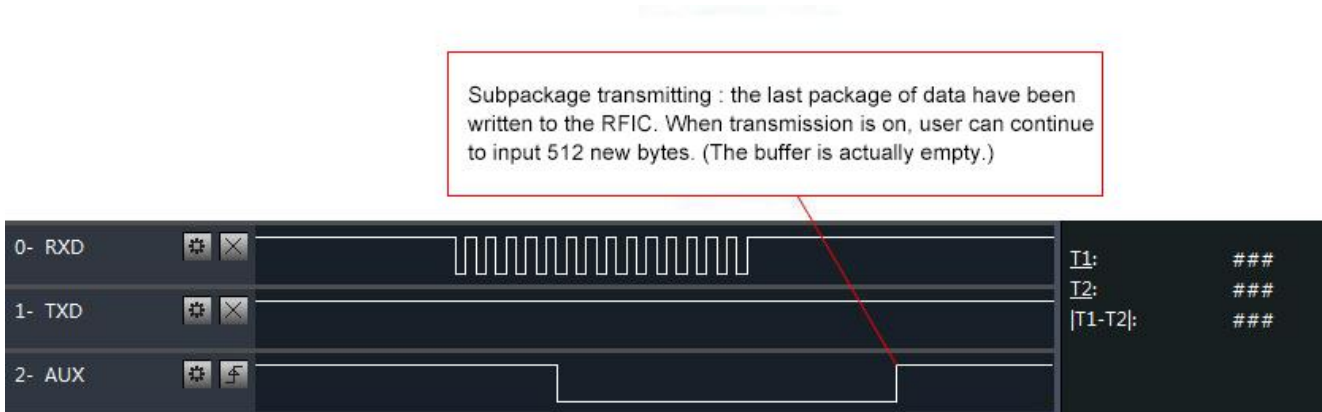 Subpackage transmitting : the last package of data have been
written to the RFIC. When transmission is on, user can continue
to input 512 new bytes. (The buffer is actually empty.)
0- RXD
1- TXD
2- AUX
T1: ###
T2: ###
|T1-T2|: ###